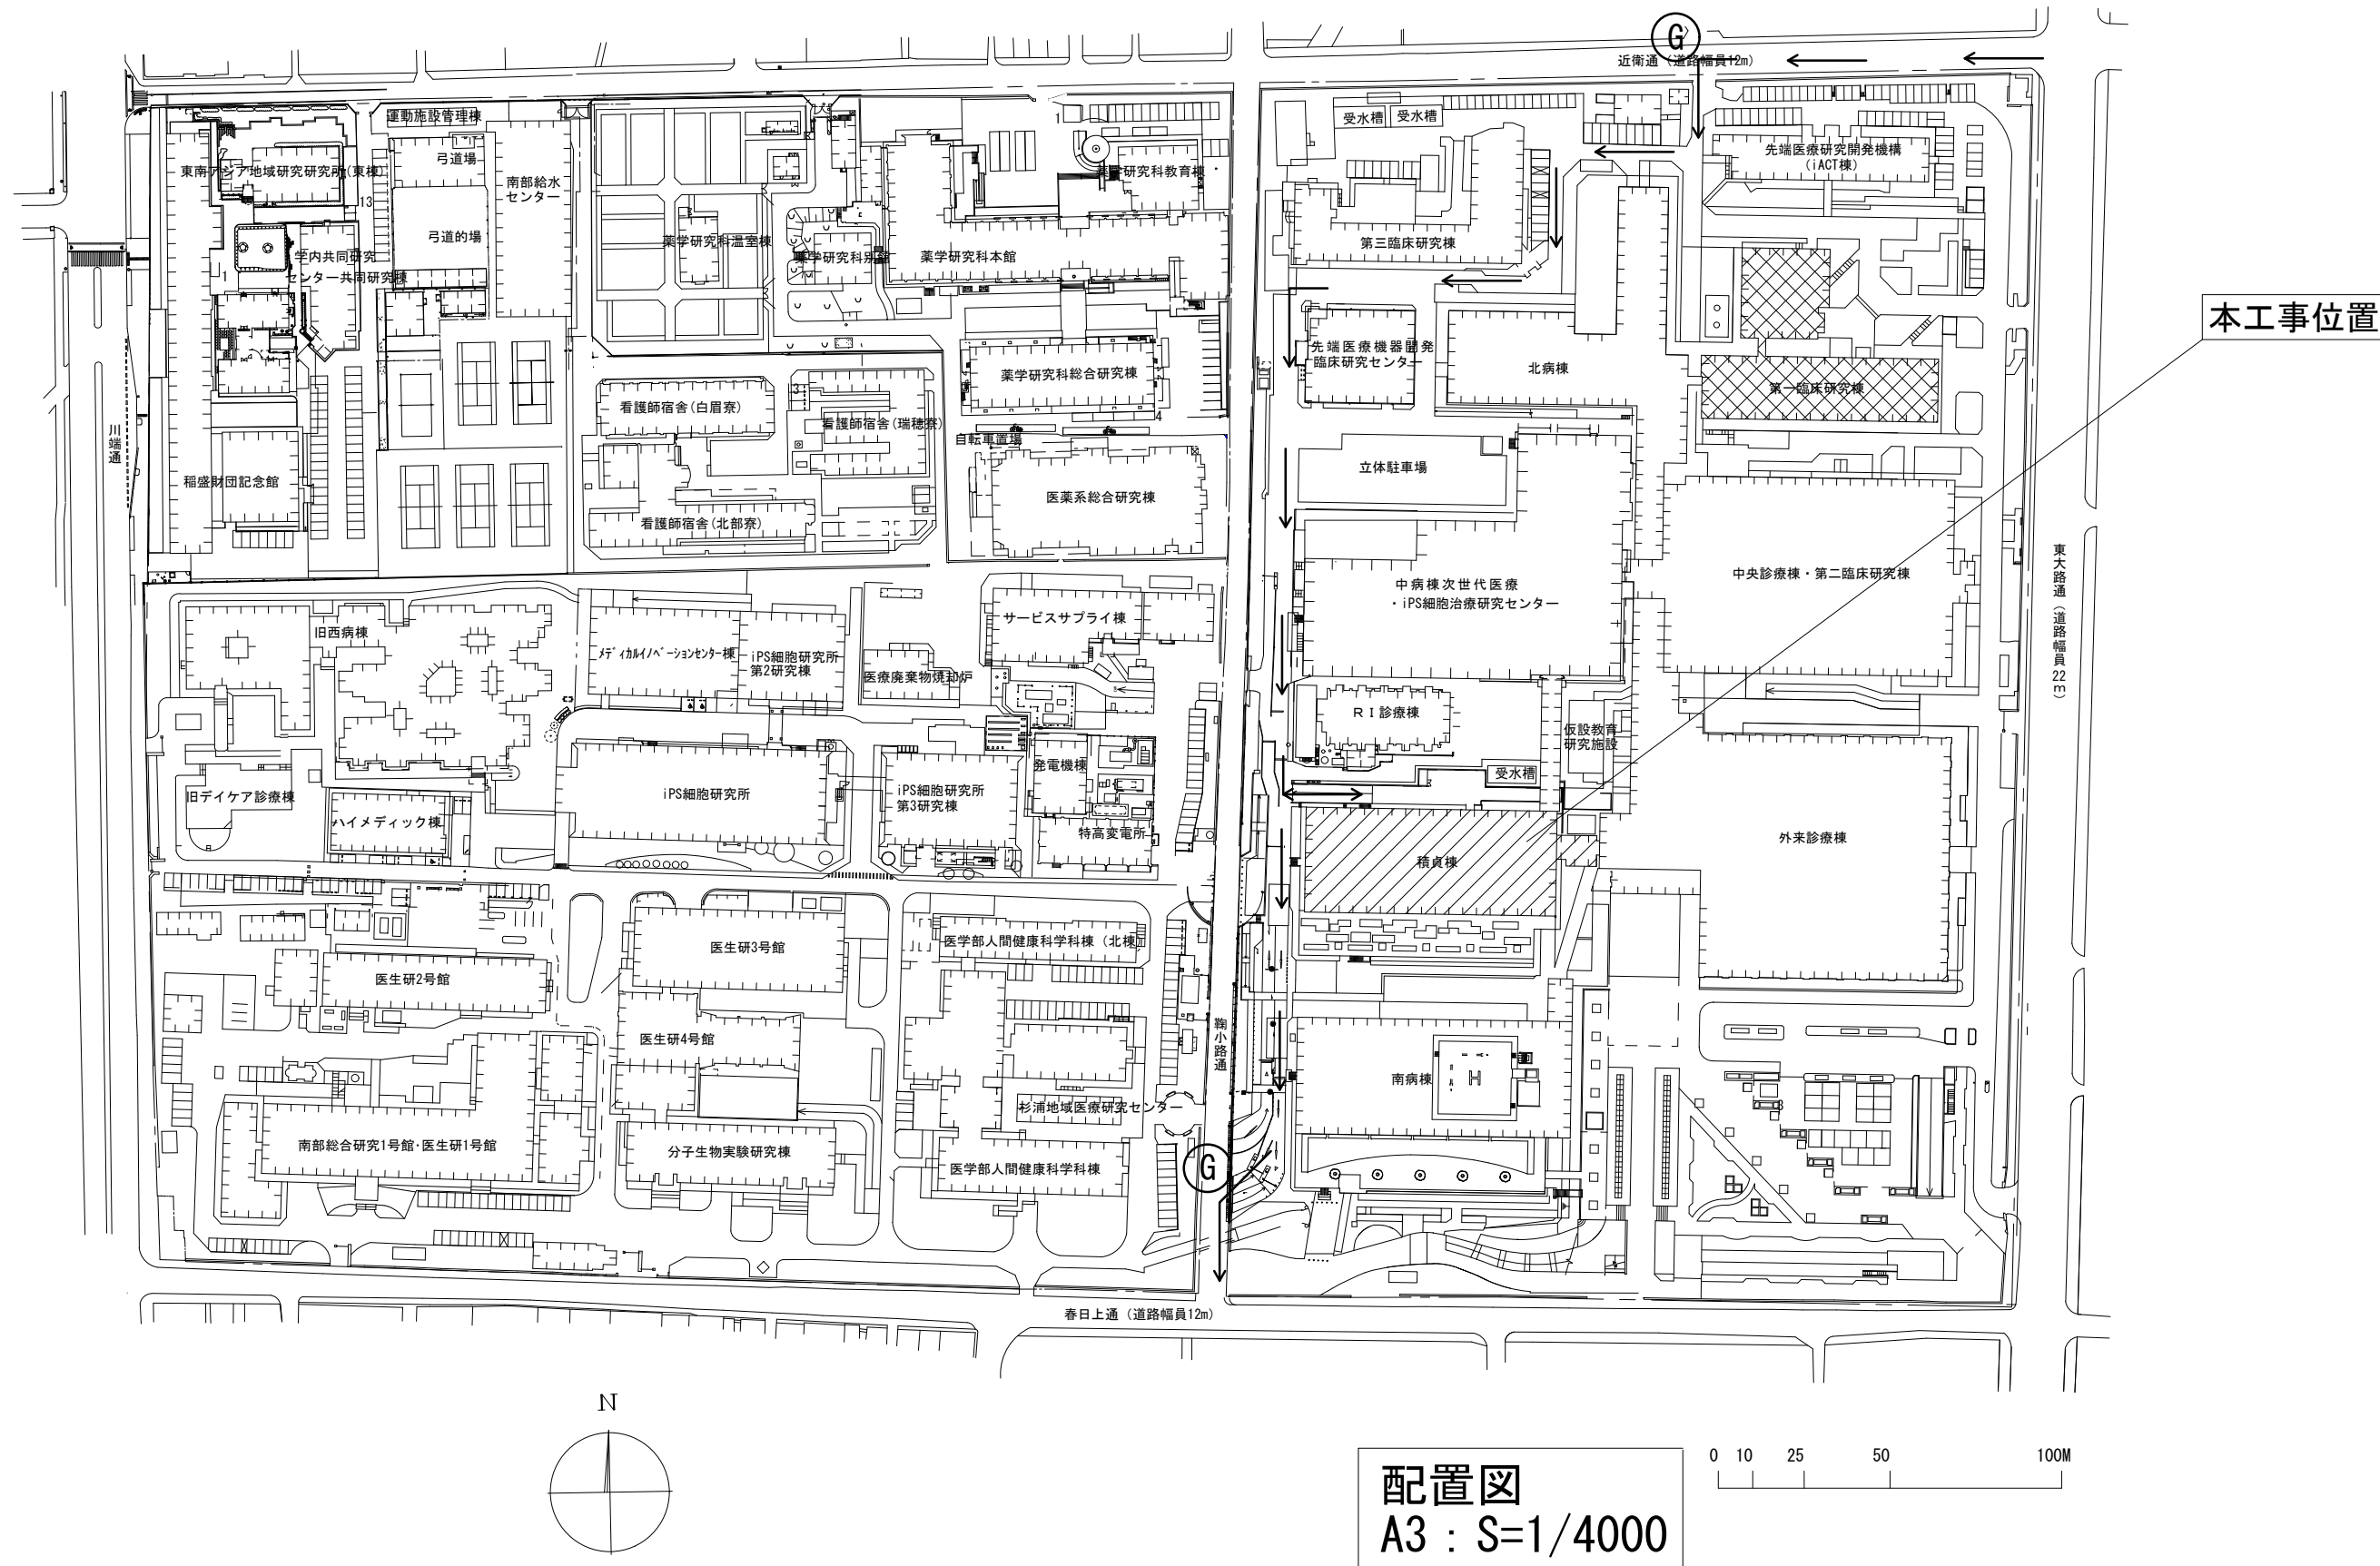 G
近衛通（道路幅員12m）
運動施設管理棟
弓道場
東南アジア地域研究研究所(東棟)
南部給水
センター
13
弓道的場
学内共同研究
センター共同研究棟
1
薬学研究科温室棟
薬学研究科別館
薬学研究科本館
薬学研究科教育棟
1
受水槽
受水槽
先端医療研究開発機構
(iACT棟)
第三臨床研究棟
本工事位置
先端医療機器開発
臨床研究センター
北病棟
第一臨床研究棟
薬学研究科総合研究棟
4
看護師宿舎(白眉寮)
3
看護師宿舎(瑞穂寮)
自転車置場
川端通
稲盛財団記念館
看護師宿舎(北部寮)
医薬系総合研究棟
立体駐車場
中央診療棟・第二臨床研究棟
中病棟次世代医療
・iPS細胞治療研究センター
東大路通（道路幅員22m）
旧西病棟
メディカルイノベーションセンター棟
iPS細胞研究所
第2研究棟
医療廃棄物焼却炉
サービスサプライ棟
RI診療棟
仮設教育
研究施設
受水槽
発電機棟
旧デイケア診療棟
ハイメディック棟
iPS細胞研究所
iPS細胞研究所
第3研究棟
特高変電所
積貞棟
外来診療棟
医生研3号館
医学部人間健康科学科棟（北棟）
医生研2号館
医生研4号館
鞠小路通
南病棟
H
杉浦地域医療研究センター
南部総合研究1号館・医生研1号館
分子生物実験研究棟
医学部人間健康科学科棟
G
春日上通（道路幅員12m）
N
配置図
A3：S=1/4000
0 10 25 50 100M